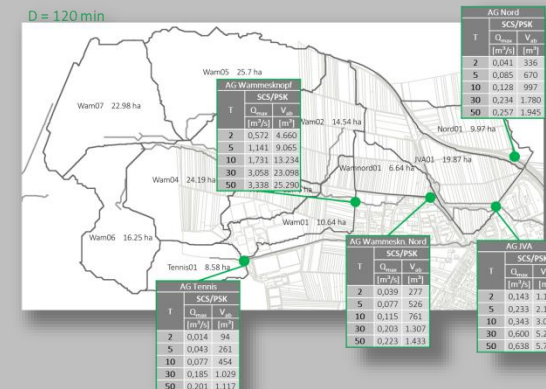 D = 120 min
AG Nord
SCS/PSK
T Qmax Vab
[m³/s] [m³]
2 0,041 336
5 0,085 670
10 0,128 997
30 0,234 1.780
50 0,257 1.945
Wam05 25.7 ha
Wam07 22.98 ha
AG Wammesknopf
SCS/PSK
T Qmax Vab
[m³/s] [m³]
2 0,572 4.660
5 1,141 9.065
10 1,731 13.234
30 3,058 23.098
50 3,338 25.290
Wam02 14.54 ha
Nord01 9.97 ha
JVA01 19.87 ha
Wamnord01 6.64 ha
Wam04 24.19 ha
Wam01 10.64 ha
Wam06 16.25 ha
Tennis01 8.58 ha
AG Wammeskn. Nord
SCS/PSK
T Qmax Vab
[m³/s] [m³]
2 0,039 277
5 0,077 526
10 0,115 761
30 0,203 1.307
50 0,223 1.433
AG JVA
SCS/PSK
T Qmax
[m³/s] [m³]
2 0,143
5 0,233
10 0,343
30 0,600
50 0,638
AG Tennis
SCS/PSK
T Qmax Vab
[m³/s] [m³]
2 0,014 94
5 0,043 261
10 0,077 454
30 0,185 1.029
50 0,201 1.117